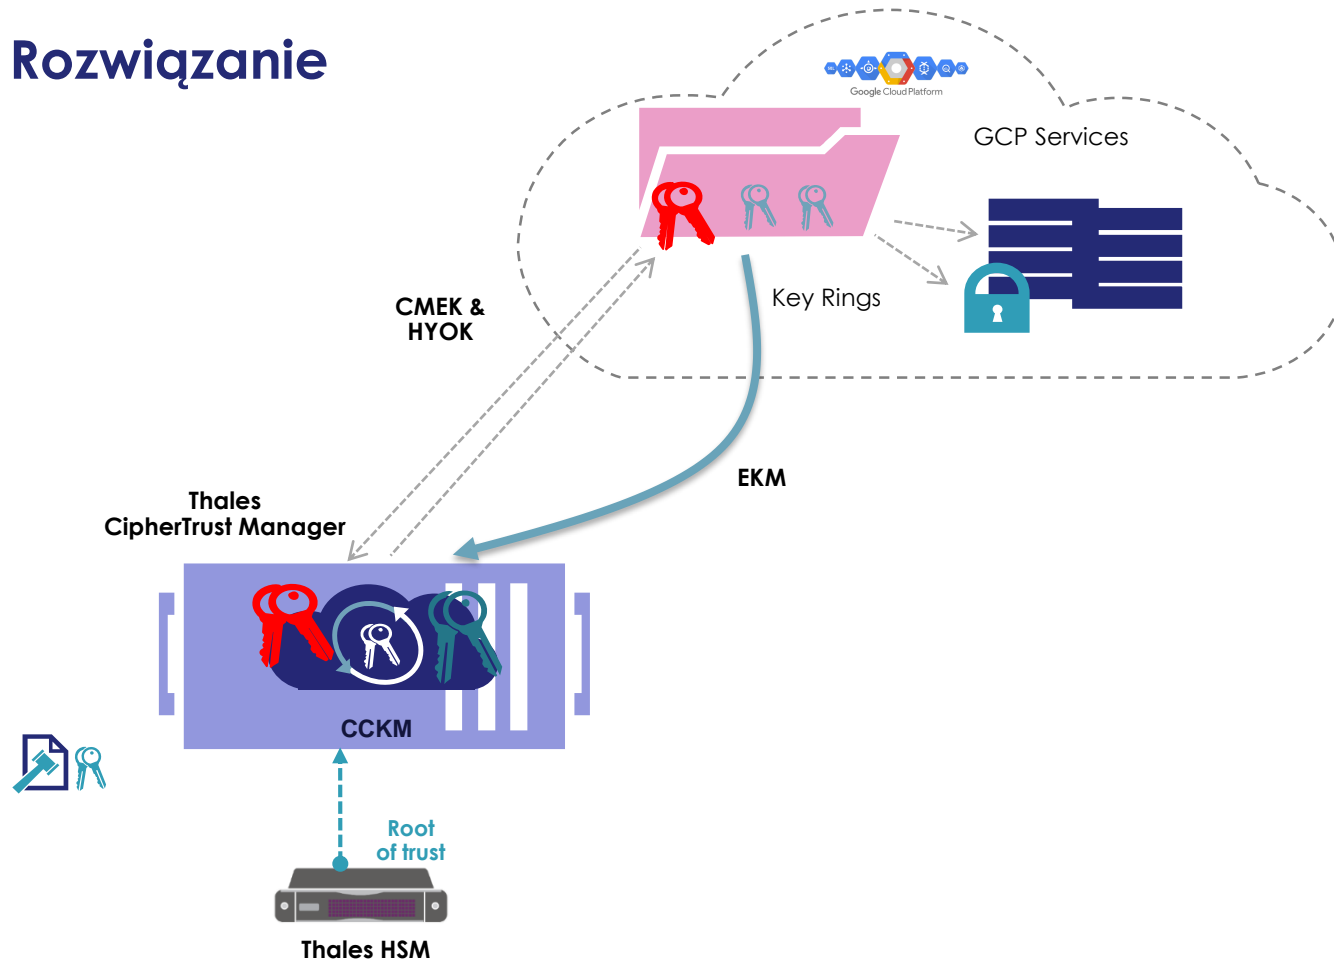 Rozwiązanie
Google Cloud Platform
GCP Services
Key Rings
CMEK &
HYOK
EKM
Thales
CipherTrust Manager
CCKM
Root
of trust
Thales HSM